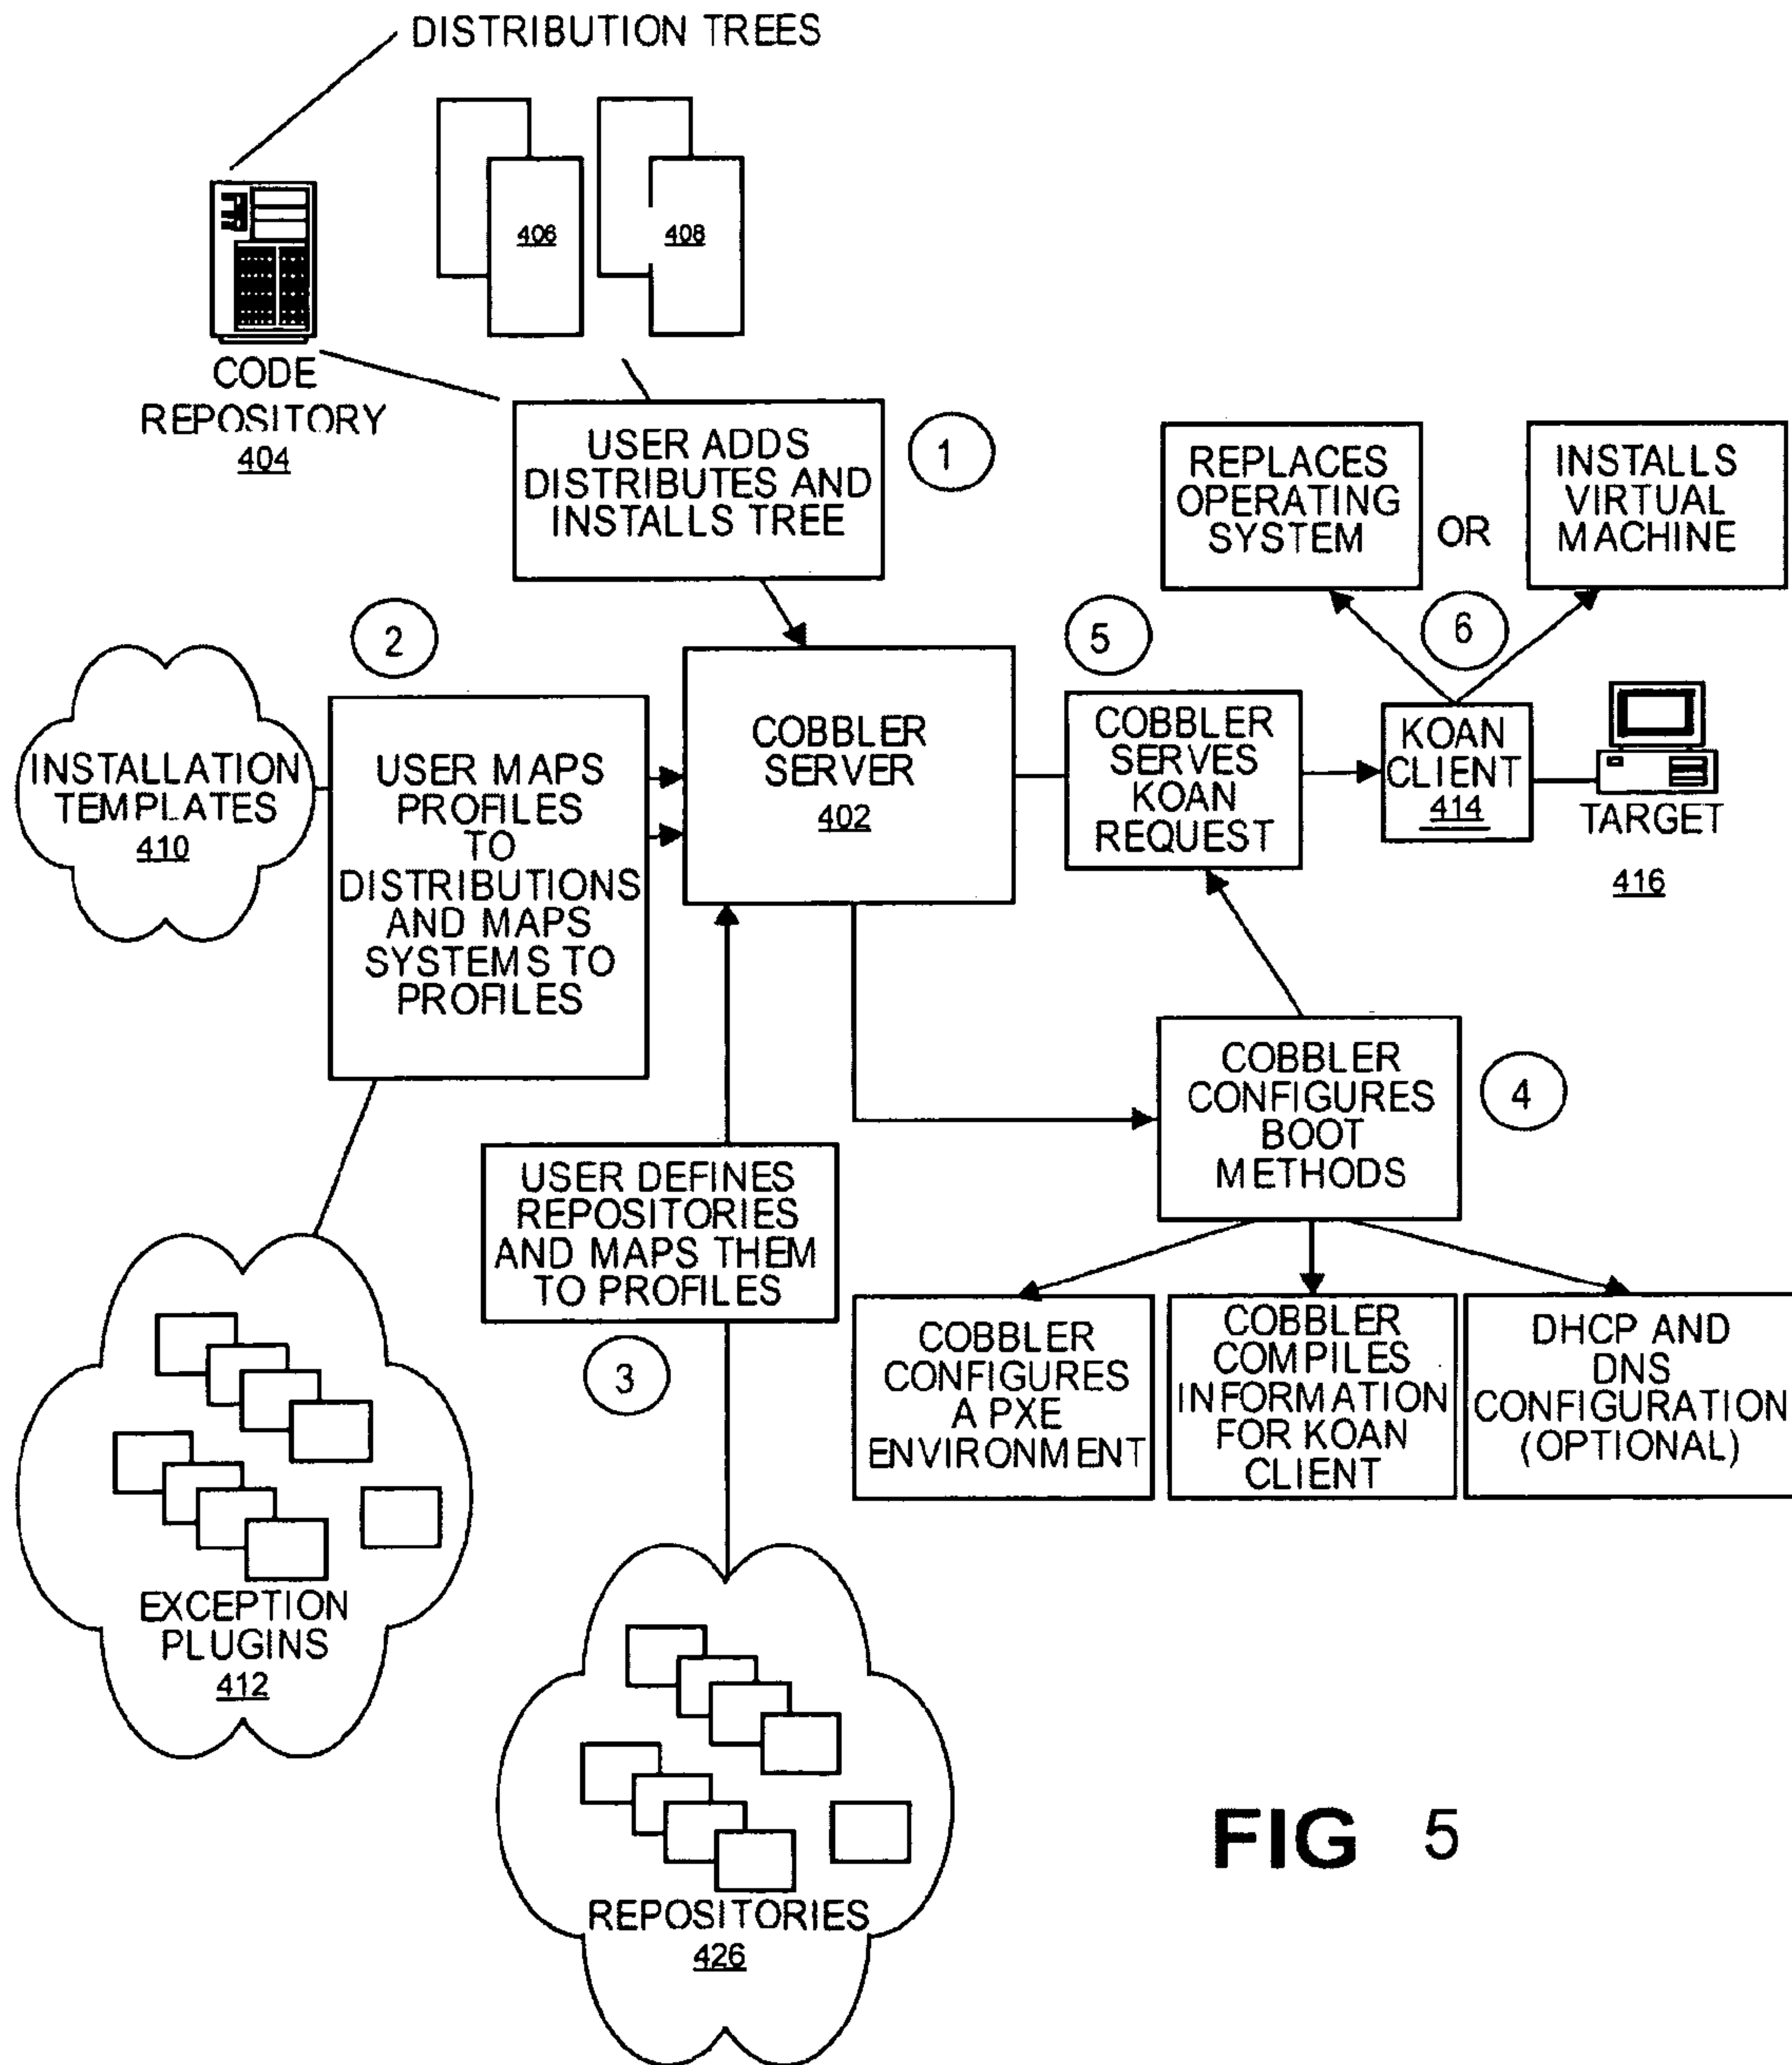 DISTRIBUTION TREES
406
408
CODE
REPOSITORY
404
USER ADDS
DISTRIBUTES AND
INSTALLS TREE
1
REPLACES
OPERATING
SYSTEM
OR
INSTALLS
VIRTUAL
MACHINE
2
5
6
INSTALLATION
TEMPLATES
410
USER MAPS
PROFILES
TO
DISTRIBUTIONS
AND MAPS
SYSTEMS TO
PROFILES
COBBLER
SERVER
402
COBBLER
SERVES
KOAN
REQUEST
KOAN
CLIENT
414
TARGET
416
COBBLER
CONFIGURES
BOOT
METHODS
4
USER DEFINES
REPOSITORIES
AND MAPS THEM
TO PROFILES
3
COBBLER
CONFIGURES
A PXE
ENVIRONMENT
COBBLER
COMPILES
INFORMATION
FOR KOAN
CLIENT
DHCP AND
DNS
CONFIGURATION
(OPTIONAL)
EXCEPTION
PLUGINS
412
REPOSITORIES
426
FIG 5